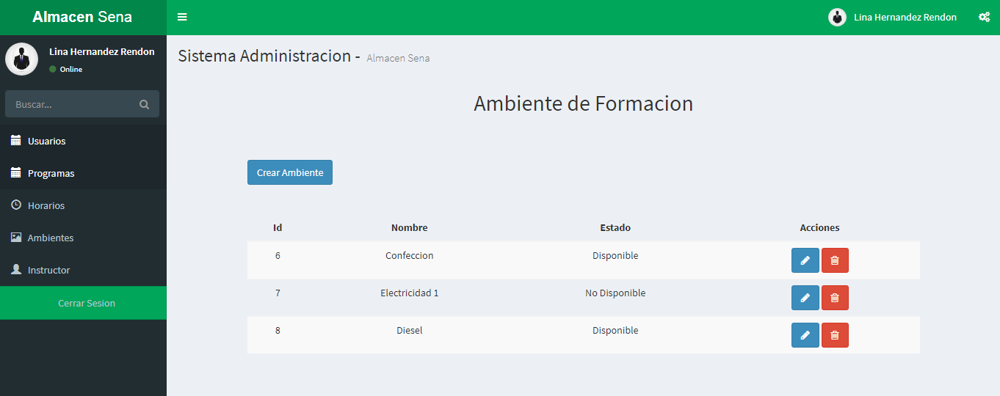 Almacen Sena
Lina Hernandez Rendon
Lina Hernandez Rendon
Online
Buscar...
Usuarios
Programas
Horarios
Ambientes
Instructor
Cerrar Sesion
Sistema Administracion - Almacen Sena
Ambiente de Formacion
Crear Ambiente
Id Nombre Estado Acciones
6 Confeccion Disponible
7 Electricidad 1 No Disponible
8 Diesel Disponible